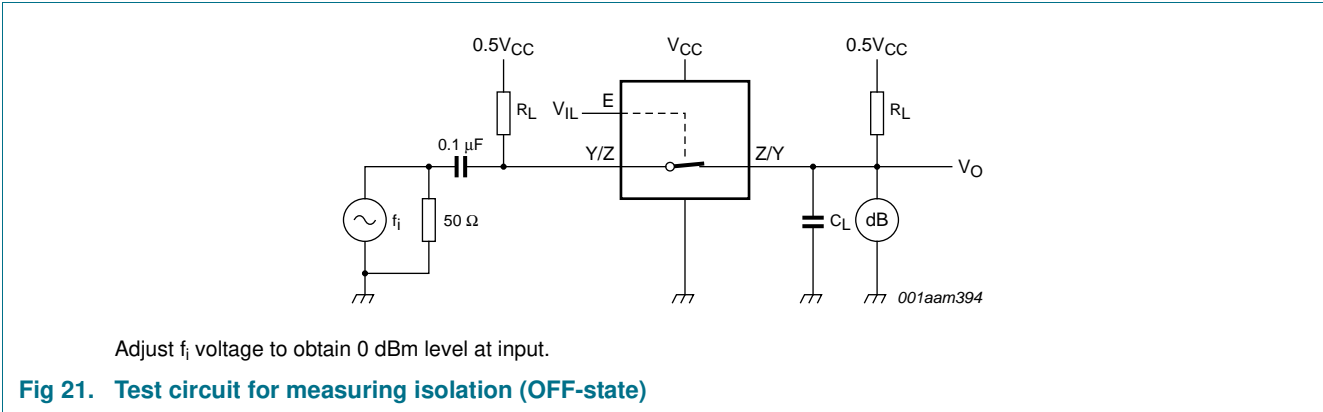 0.5VCC
VCC
0.5VCC
RL
VIL
E
RL
0.1 μF
Y/Z
Z/Y
VO
fi
50 Ω
CL
dB
001aam394
Adjust fi voltage to obtain 0 dBm level at input.
Fig 21. Test circuit for measuring isolation (OFF-state)